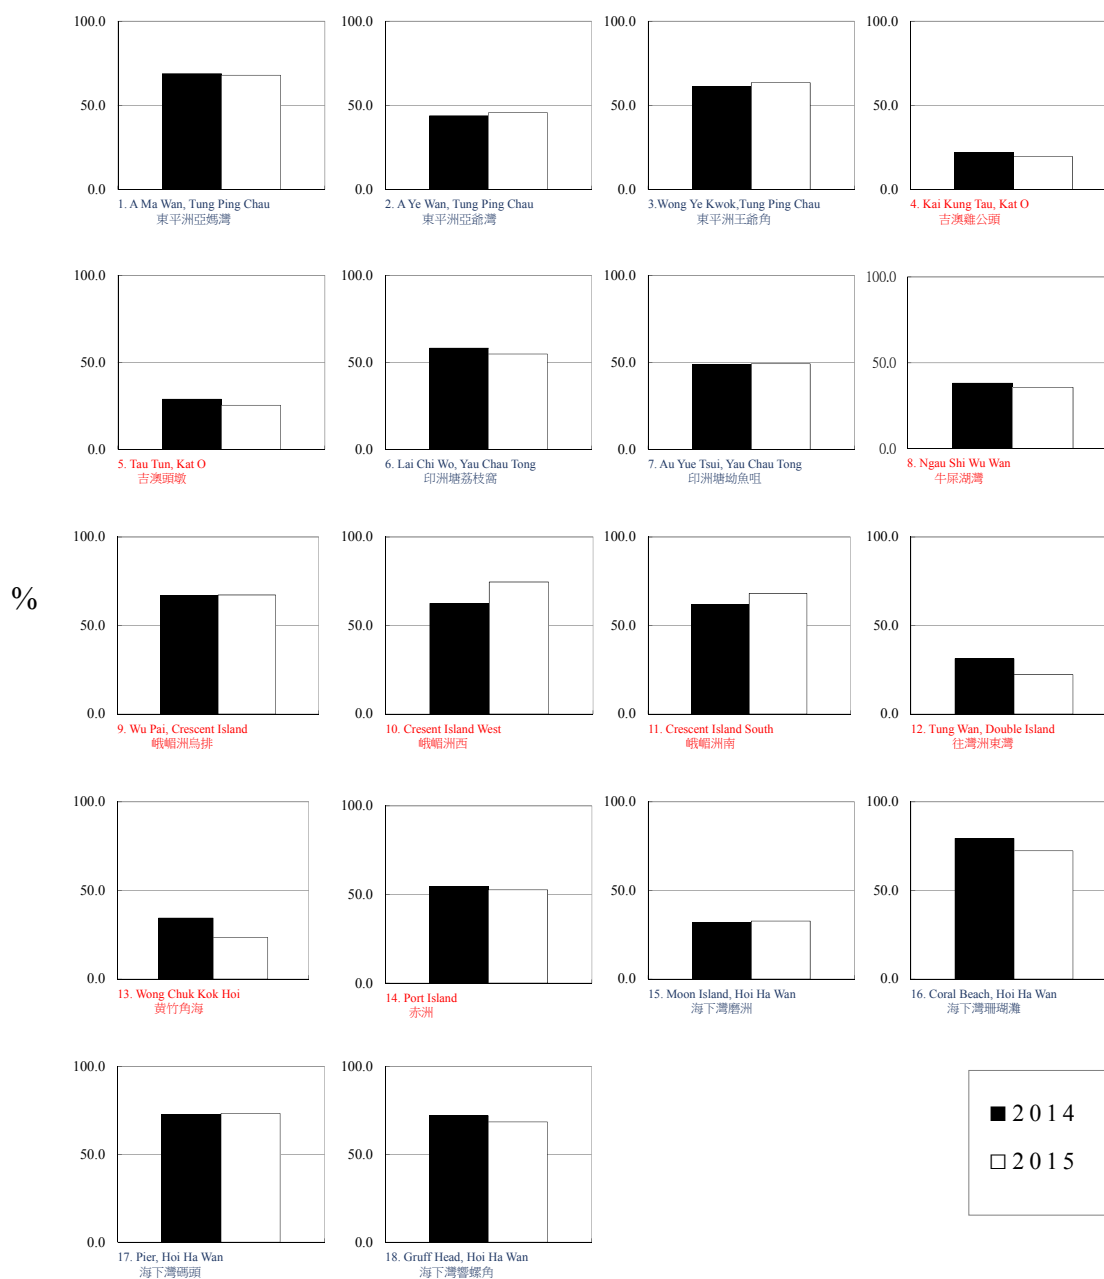 100.0
50.0
0.0
1. A Ma Wan, Tung Ping Chau
東平洲亞媽灣
100.0
50.0
0.0
2. A Ye Wan, Tung Ping Chau
東平洲亞爺灣
100.0
50.0
0.0
3.Wong Ye Kwok,Tung Ping Chau
東平洲王爺角
100.0
50.0
0.0
4. Kai Kung Tau, Kat O
吉澳雞公頭
100.0
50.0
0.0
5. Tau Tun, Kat O
吉澳頭墩
100.0
50.0
0.0
6. Lai Chi Wo, Yau Chau Tong
印洲塘荔枝窩
100.0
50.0
0.0
7. Au Yue Tsui, Yau Chau Tong
印洲塘坳魚咀
100.0
50.0
0.0
8. Ngau Shi Wu Wan
牛屎湖灣
%
100.0
50.0
0.0
9. Wu Pai, Crescent Island
峨嵋洲烏排
100.0
50.0
0.0
10. Cresent Island West
峨嵋洲西
100.0
50.0
0.0
11. Crescent Island South
峨嵋洲南
100.0
50.0
0.0
12. Tung Wan, Double Island
往灣洲東灣
100.0
50.0
0.0
13. Wong Chuk Kok Hoi
黃竹角海
100.0
50.0
0.0
14. Port Island
赤洲
100.0
50.0
0.0
15. Moon Island, Hoi Ha Wan
海下灣磨洲
100.0
50.0
0.0
16. Coral Beach, Hoi Ha Wan
海下灣珊瑚灘
100.0
50.0
0.0
17. Pier, Hoi Ha Wan
海下灣碼頭
100.0
50.0
0.0
18. Gruff Head, Hoi Ha Wan
海下灣響螺角
2014
2015